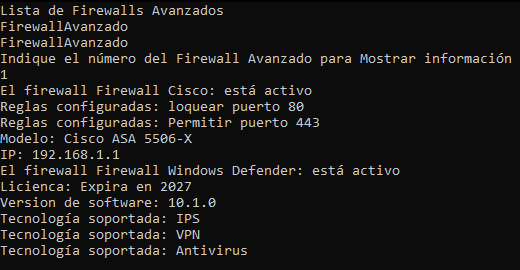 Lista de Firewalls Avanzados
FirewallAvanzado
FirewallAvanzado
Indique el número del Firewall Avanzado para Mostrar información
1
El firewall Firewall Cisco: está activo
Reglas configuradas: loquear puerto 80
Reglas configuradas: Permitir puerto 443
Modelo: Cisco ASA 5506-X
IP: 192.168.1.1
El firewall Firewall Windows Defender: está activo
Licienca: Expira en 2027
Version de software: 10.1.0
Tecnología soportada: IPS
Tecnología soportada: VPN
Tecnología soportada: Antivirus